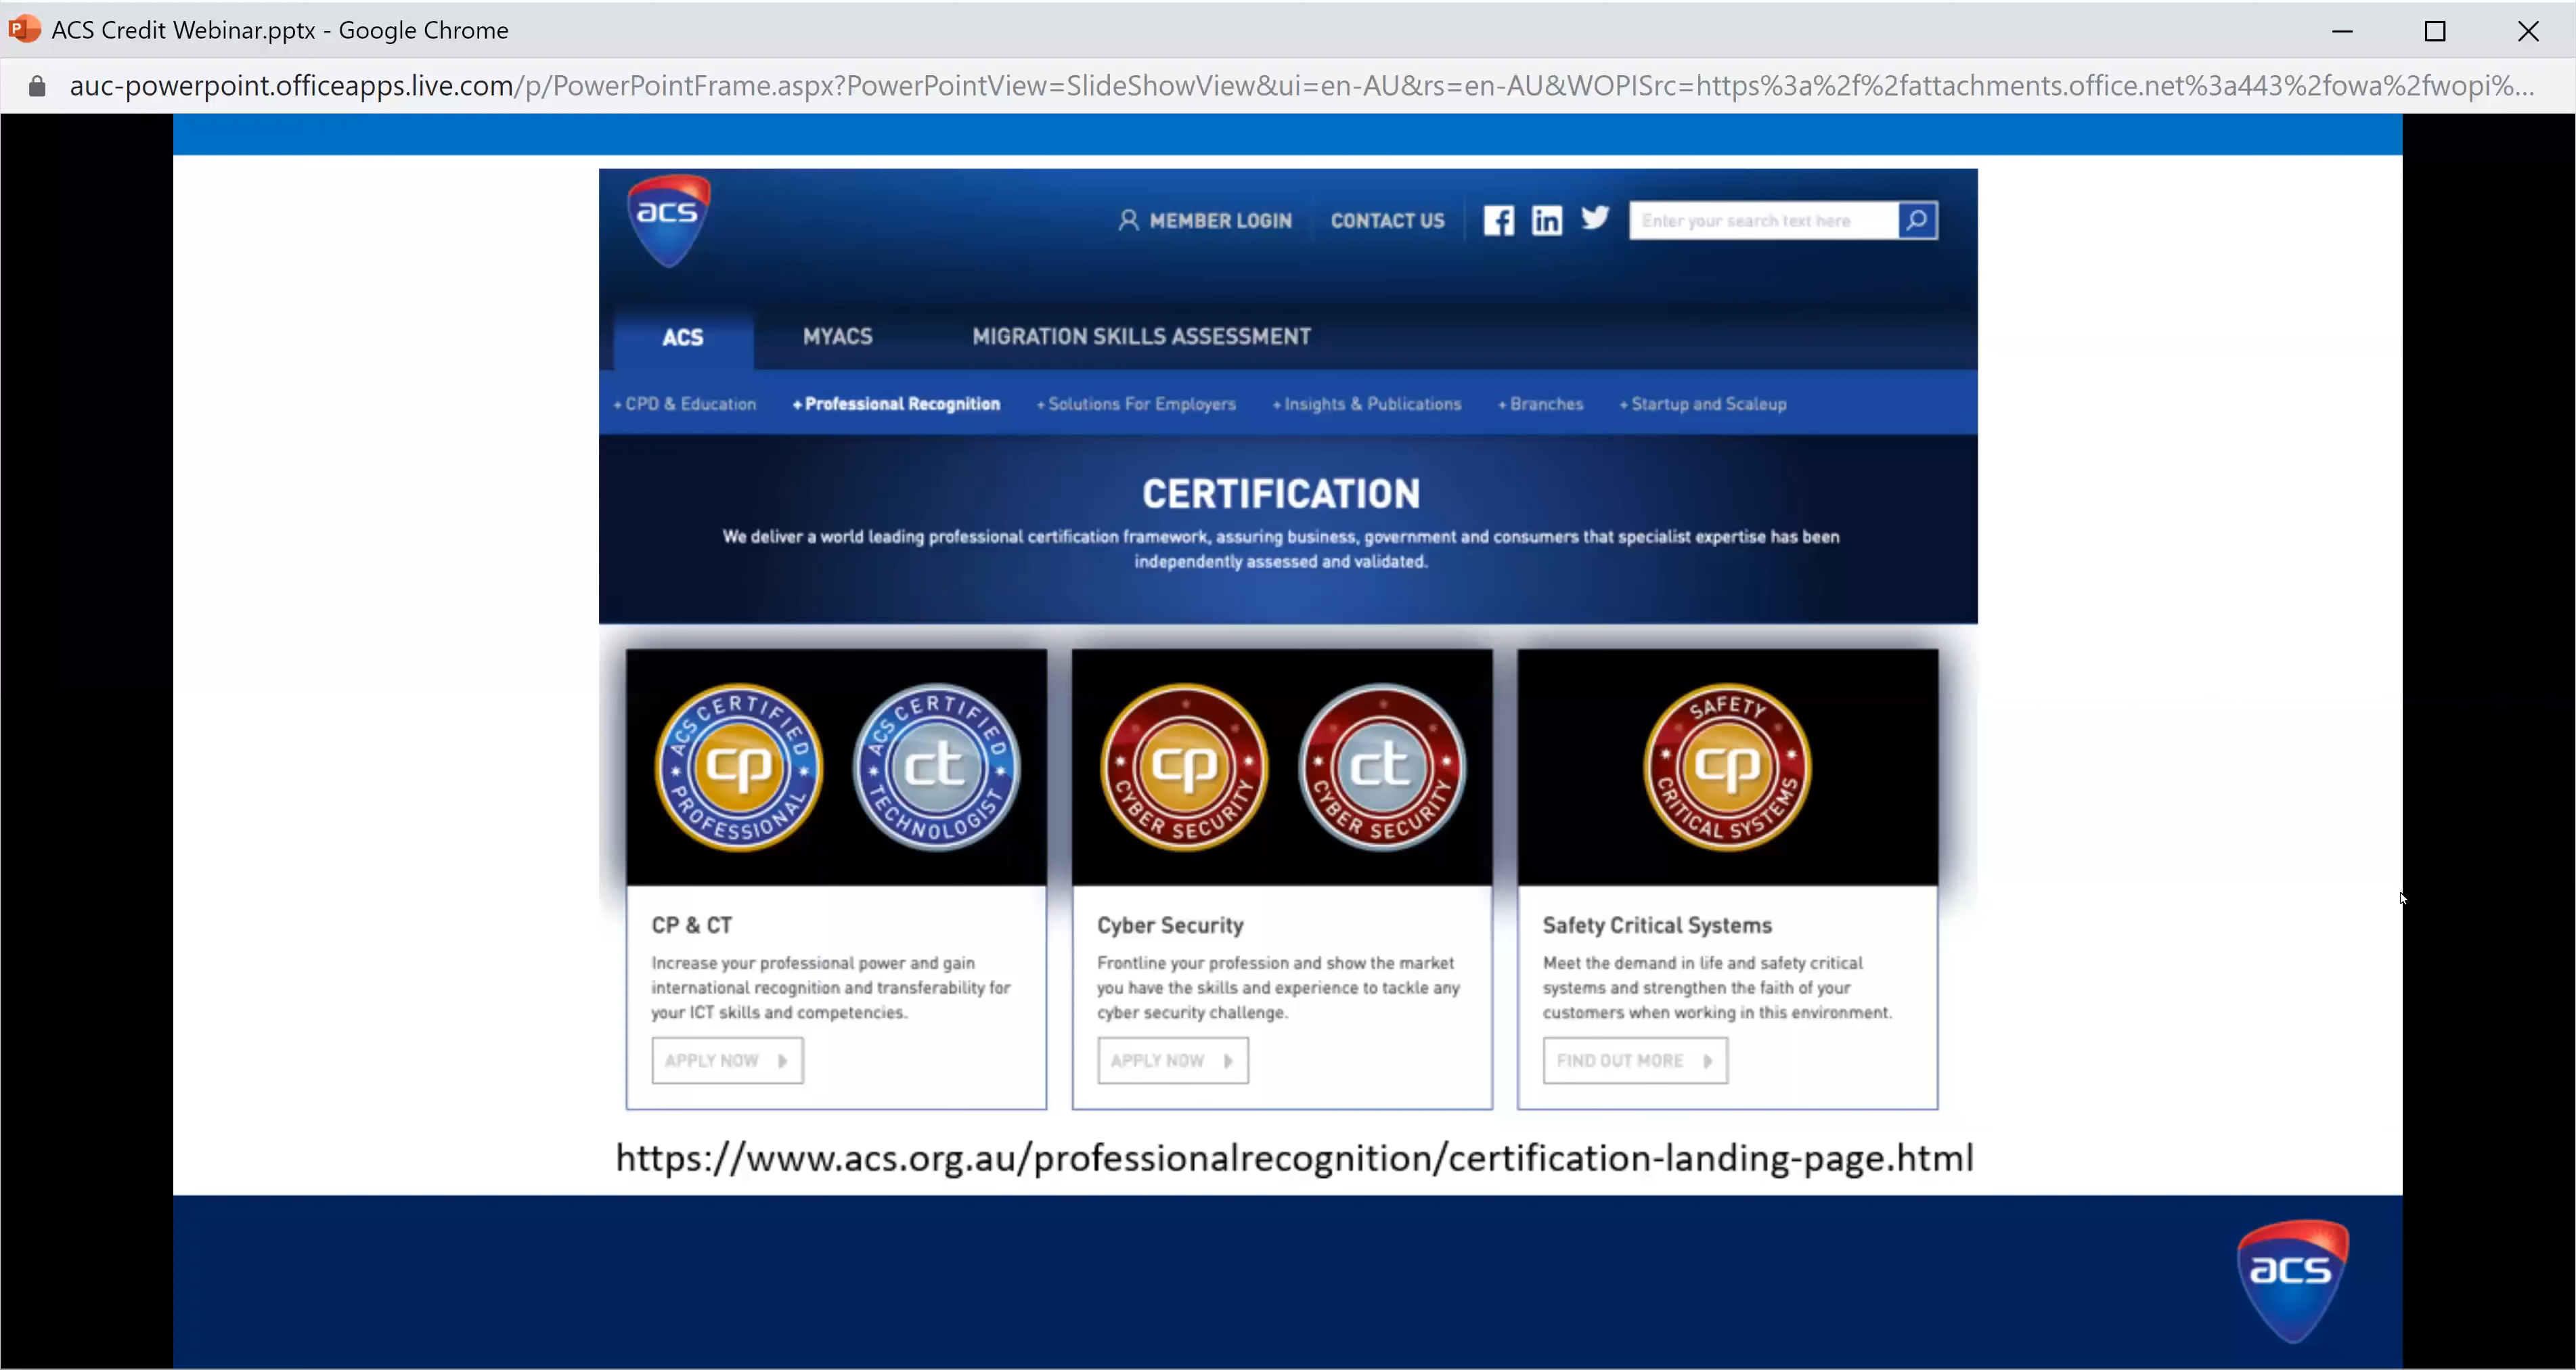 ACS Credit Webinar.pptx - Google Chrome
auc-powerpoint.officeapps.live.com/p/PowerPointFrame.aspx?PowerPointView=SlideShowView&ui=en-AU&rs=en-AU&WOPISrc=https%3a%2f%2fattachments.office.net%3a443%2fowa%2fwopi%...
acs
MEMBER LOGIN
CONTACT US
Enter your search text here
ACS
MYACS
MIGRATION SKILLS ASSESSMENT
+ CPD & Education
+ Professional Recognition
+ Solutions For Employers
+ Insights & Publications
+ Branches
+ Startup and Scaleup
CERTIFICATION
We deliver a world leading professional certification framework, assuring business, government and consumers that specialist expertise has been
independently assessed and validated.
ACS CERTIFIED
cp
PROFESSIONAL
ACS CERTIFIED
ct
TECHNOLOGIST
cp
CYBER SECURITY
ct
CYBER SECURITY
SAFETY
cp
CRITICAL SYSTEMS
CP & CT
Increase your professional power and gain
international recognition and transferability for
your ICT skills and competencies.
APPLY NOW
Cyber Security
Frontline your profession and show the market
you have the skills and experience to tackle any
cyber security challenge.
APPLY NOW
Safety Critical Systems
Meet the demand in life and safety critical
systems and strengthen the faith of your
customers when working in this environment.
FIND OUT MORE
https://www.acs.org.au/professionalrecognition/certification-landing-page.html
acs